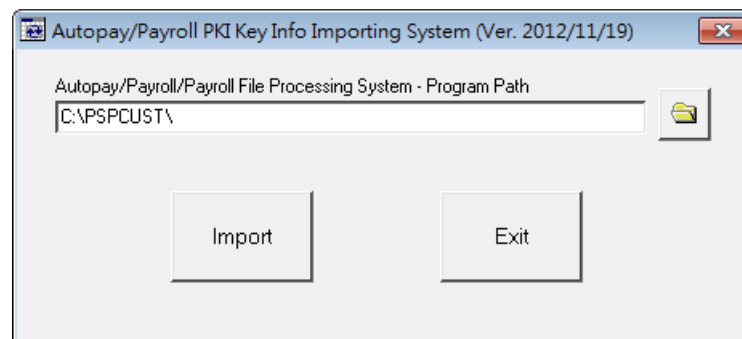 Autopay/Payroll PKI Key Info Importing System (Ver. 2012/11/19)
Autopay/Payroll/Payroll File Processing System - Program Path
C:\PSPCUST\
Import
Exit